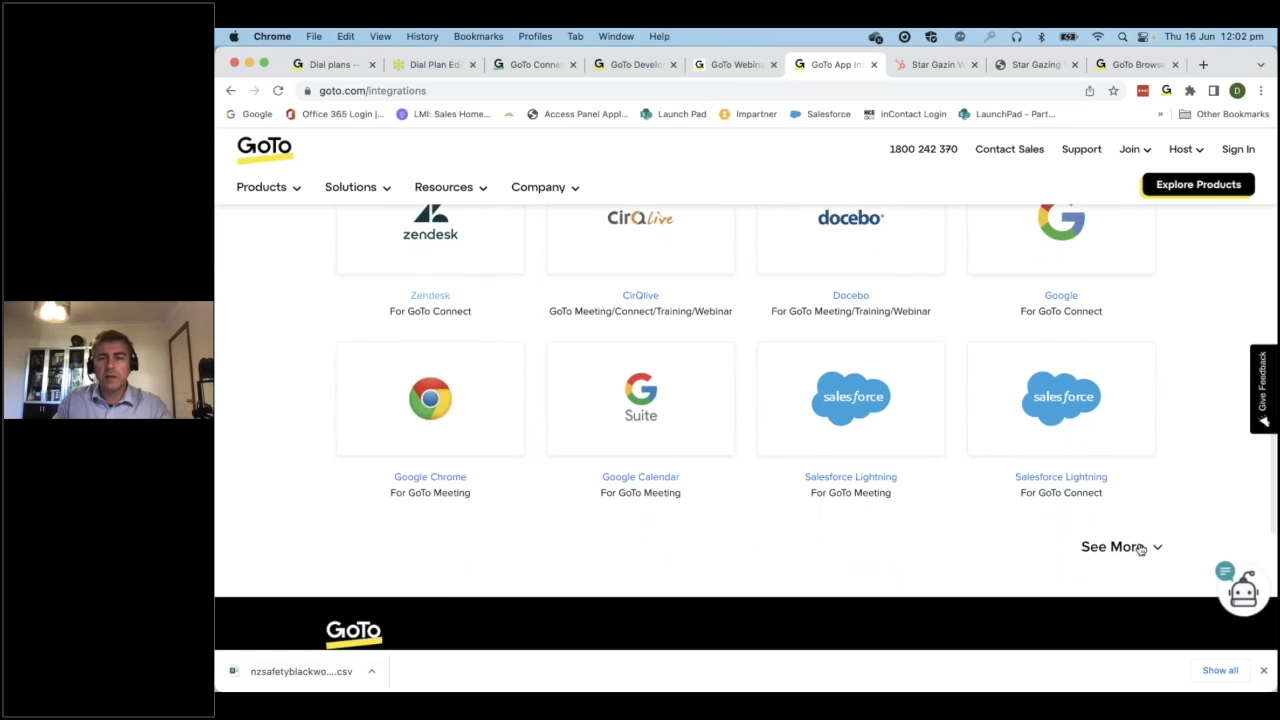 Chrome File Edit View History Bookmarks Profiles Tab Window Help Thu 16 Jun 12:02 pm
Dial plans — Dial Plan Edi GoTo Conne GoTo Develo GoTo Webina GoTo App Int Star Gazin W Star Gazing GoTo Browse
goto.com/integrations
Google Office 365 Login |... LMI: Sales Home... Access Panel Appl... Launch Pad Impartner Salesforce NICE inContact Login LaunchPad - Part... » Other Bookmarks
GoTo
1800 242 370 Contact Sales Support Join Host Sign In
Products Solutions Resources Company Explore Products
zendesk CirQlive docebo G
Zendesk CirQlive Docebo Google
For GoTo Connect GoTo Meeting/Connect/Training/Webinar For GoTo Meeting/Training/Webinar For GoTo Connect
G Suite salesforce salesforce
Google Chrome Google Calendar Salesforce Lightning Salesforce Lightning
For GoTo Meeting For GoTo Meeting For GoTo Meeting For GoTo Connect
Give Feedback
See More
GoTo
nzsafetyblackwo....csv Show all